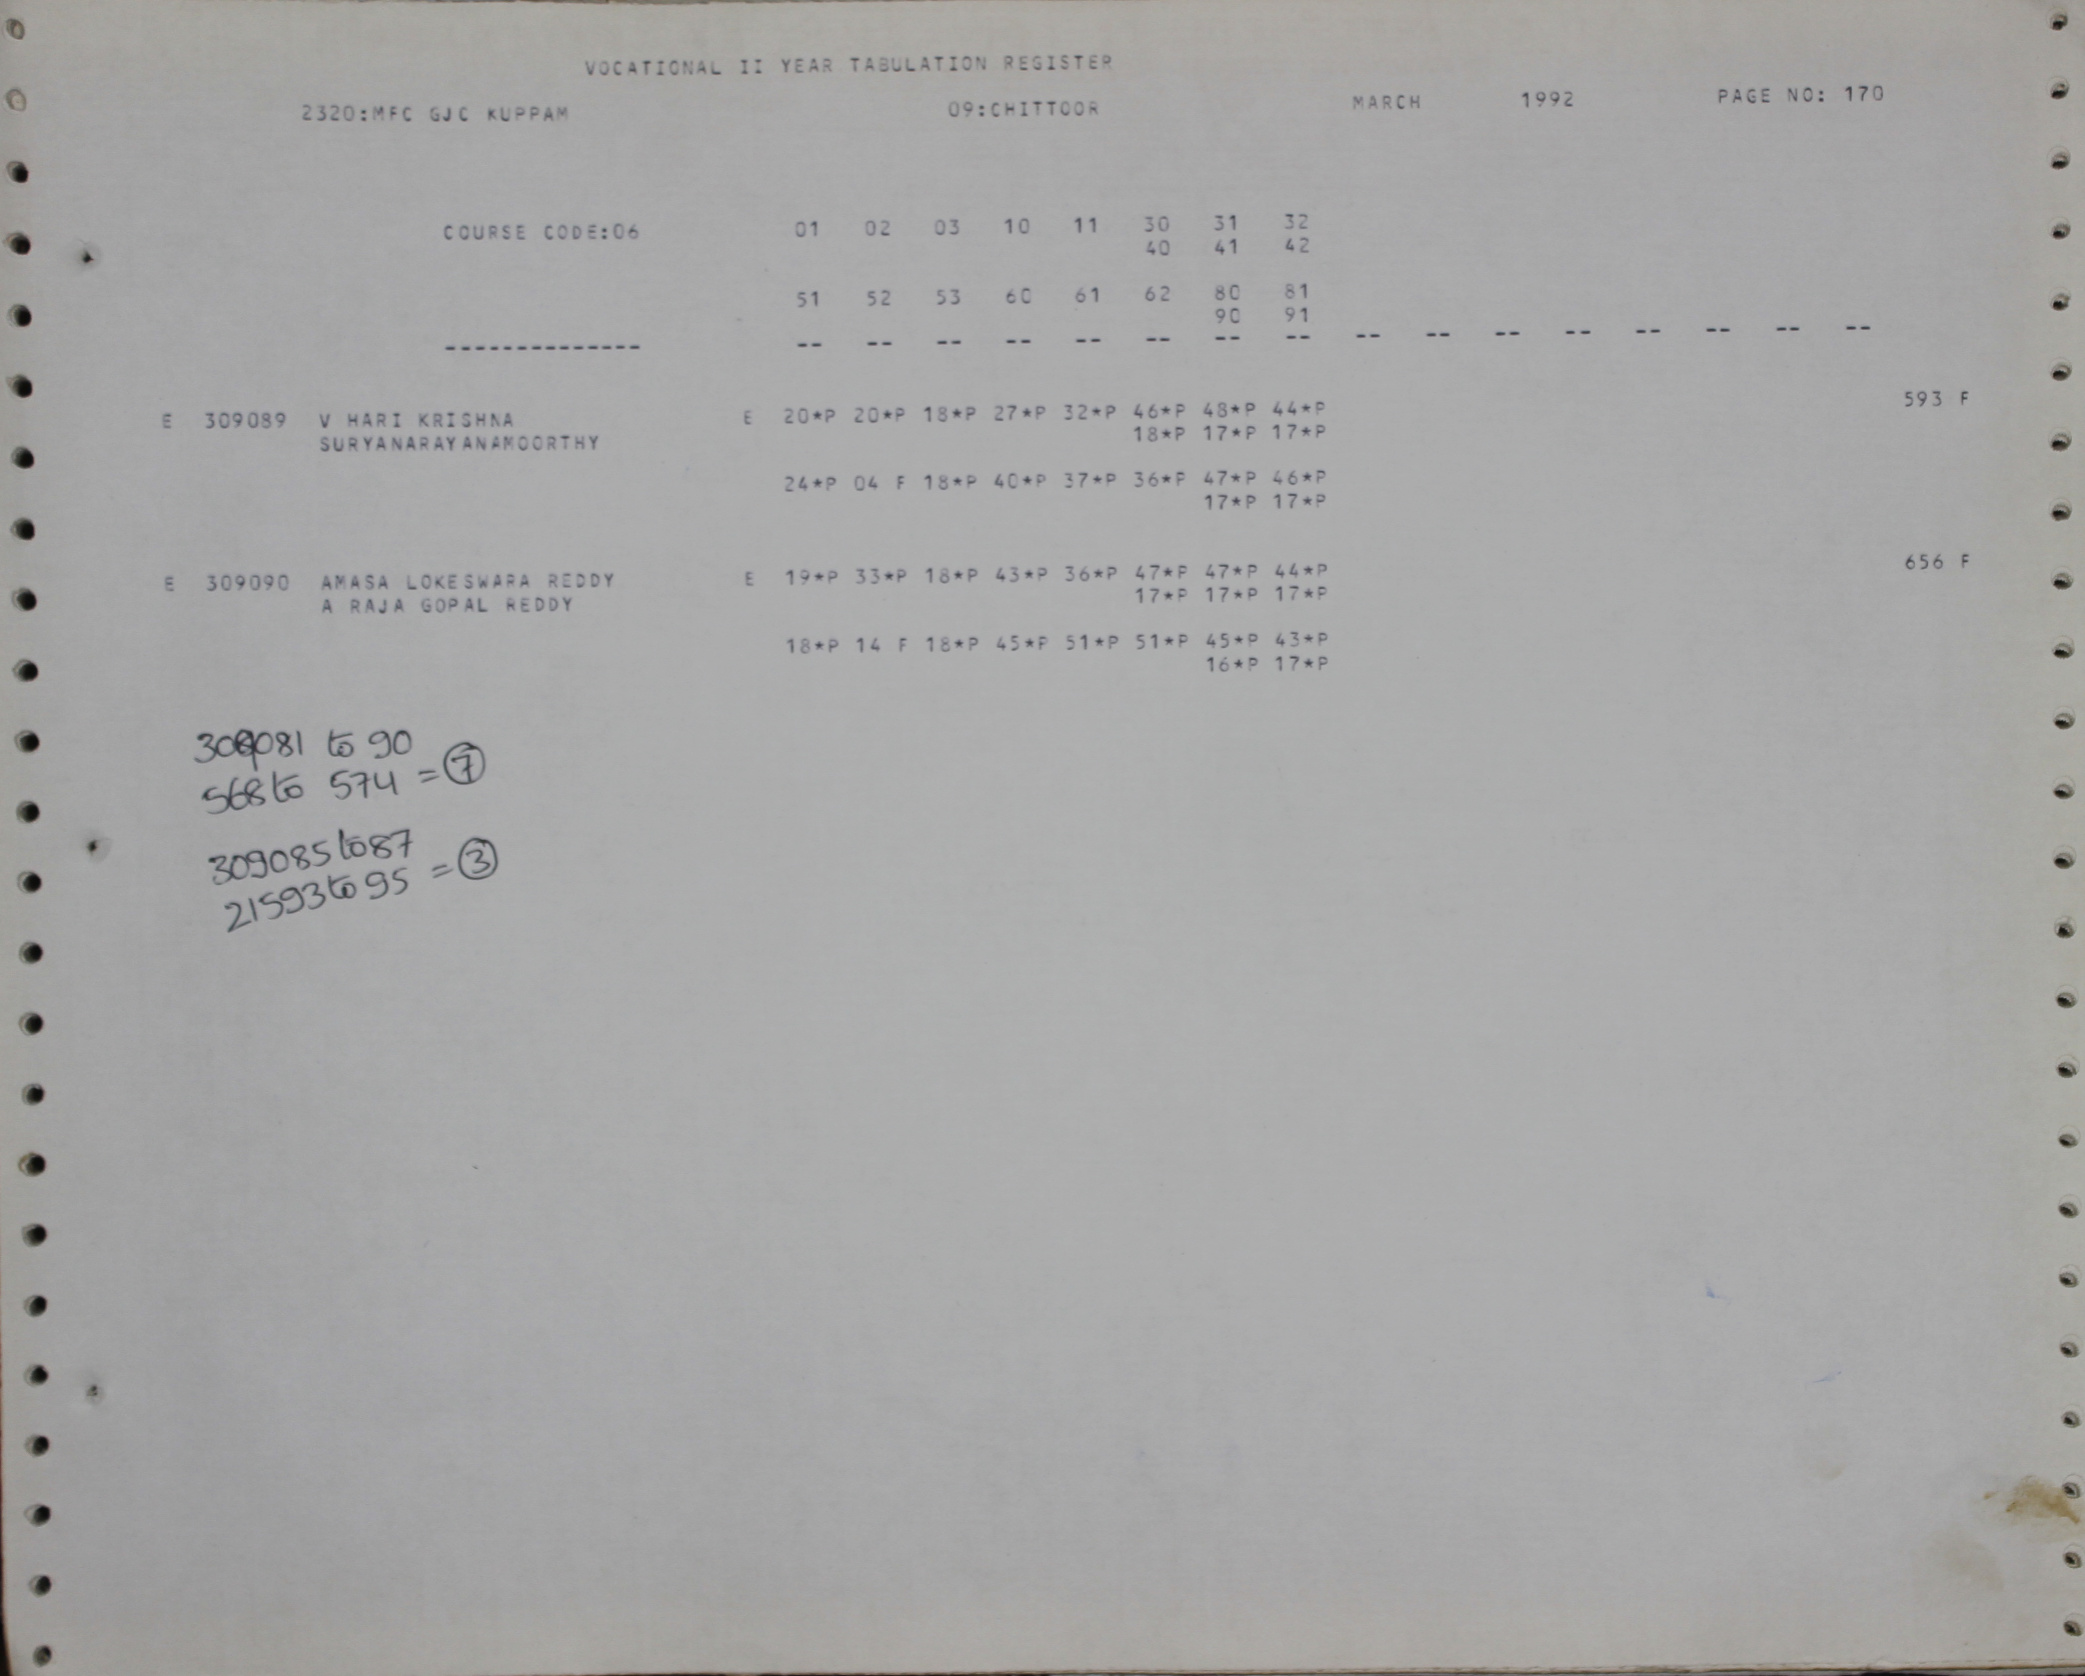 VOCATIONAL II YEAR TABULATION REGISTER
2320:MFC GJC KUPPAM 09:CHITTOOR MARCH 1992 PAGE NO: 170
COURSE CODE:06 01 02 03 10 11 30 31 32
40 41 42
51 52 53 60 61 62 80 81
90 91
-------------- -- -- -- -- -- -- -- -- -- -- -- -- -- -- -- --
E 309089 V HARI KRISHNA E 20*P 20*P 18*P 27*P 32*P 46*P 48*P 44*P 593 F
SURYANARAYANAMOORTHY 18*P 17*P 17*P
24*P 04 F 18*P 40*P 37*P 36*P 47*P 46*P
17*P 17*P
E 309090 AMASA LOKESWARA REDDY E 19*P 33*P 18*P 43*P 36*P 47*P 47*P 44*P 656 F
A RAJA GOPAL REDDY 17*P 17*P 17*P
18*P 14 F 18*P 45*P 51*P 51*P 45*P 43*P
16*P 17*P
309081 to 90
568 to 574 = 7
309085 to 87
21593 to 95 = 3